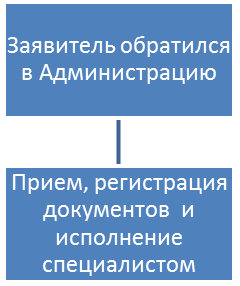 Заявитель обратился
в Администрацию
Прием, регистрация
документов  и
исполнение
специалистом